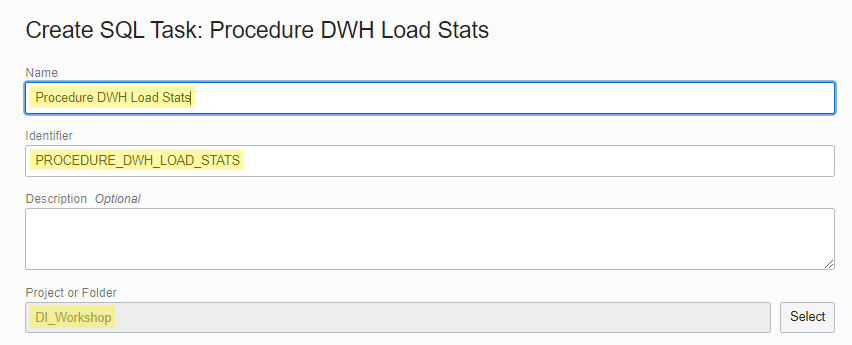 Create SQL Task: Procedure DWH Load Stats
Name
Procedure DWH Load Stats
Identifier
PROCEDURE_DWH_LOAD_STATS
Description Optional
Project or Folder
DI_Workshop
Select